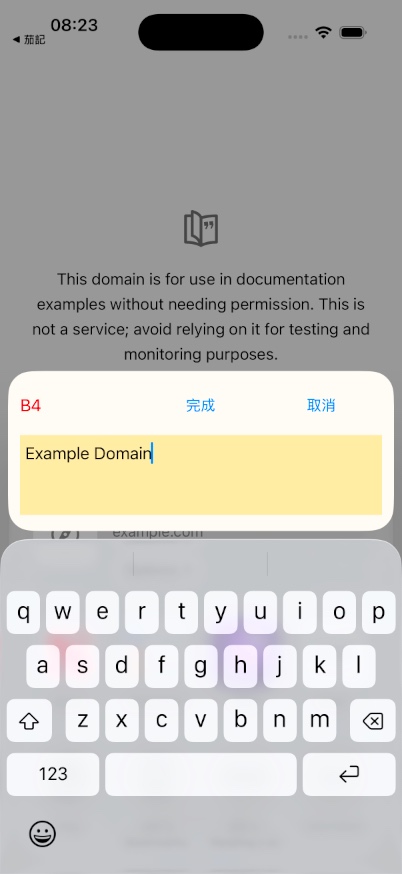 08:23
◀ 茄記
This domain is for use in documentation
examples without needing permission. This is
not a service; avoid relying on it for testing and
monitoring purposes.
B4 完成 取消
Example Domain
example.com
q w e r t y u i o p
a s d f g h j k l
z x c v b n m
123